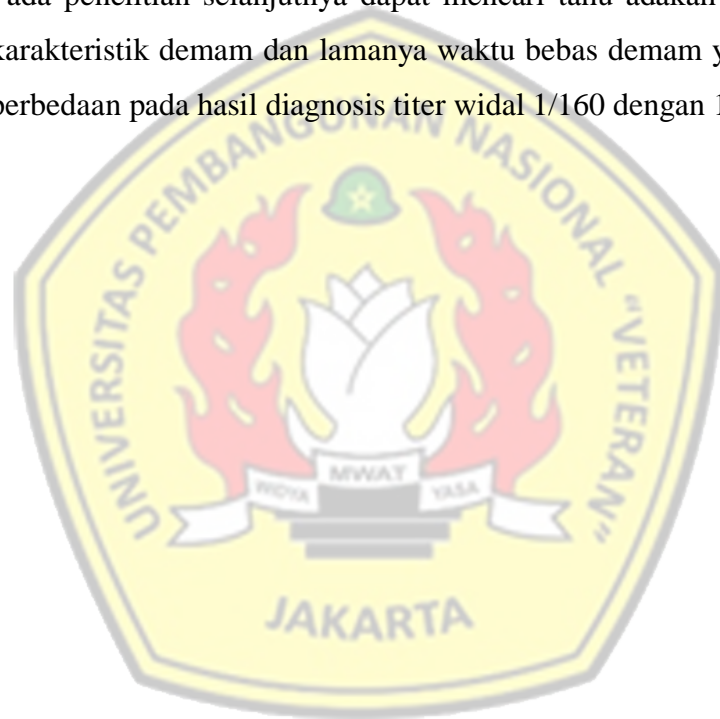 penelitian selanjutnya dapat mencari tahu adakah
karakteristik demam dan lamanya waktu bebas demam
perbedaan pada hasil diagnosis titer widal 1/160 dengan
UNIVERSITAS PEMBANGUNAN NASIONAL "VETERAN"
WIDYA MWAT YASA
JAKARTA